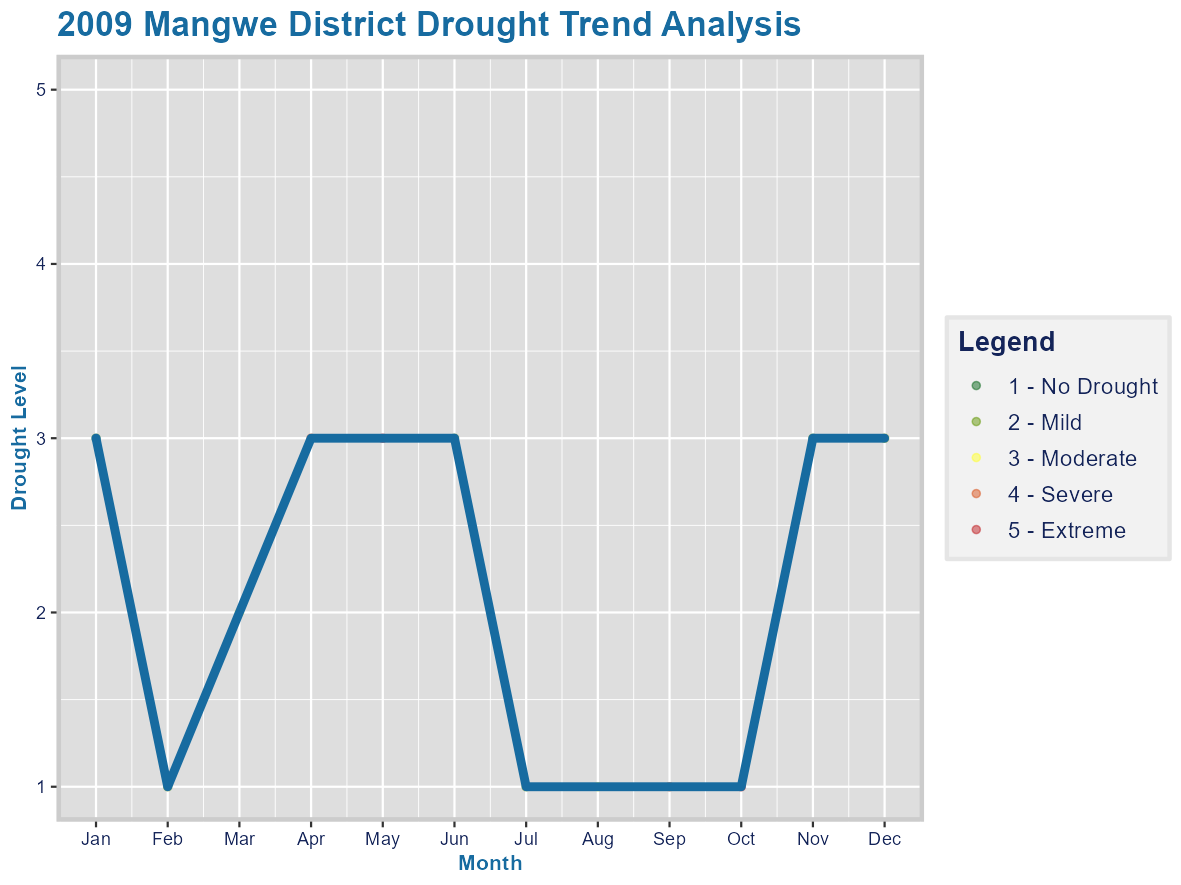 2009 Mangwe District Drought Trend Analysis
5
4
3
2
1
Drought Level
Jan Feb Mar Apr May Jun Jul Aug Sep Oct Nov Dec
Month
Legend
1 - No Drought
2 - Mild
3 - Moderate
4 - Severe
5 - Extreme